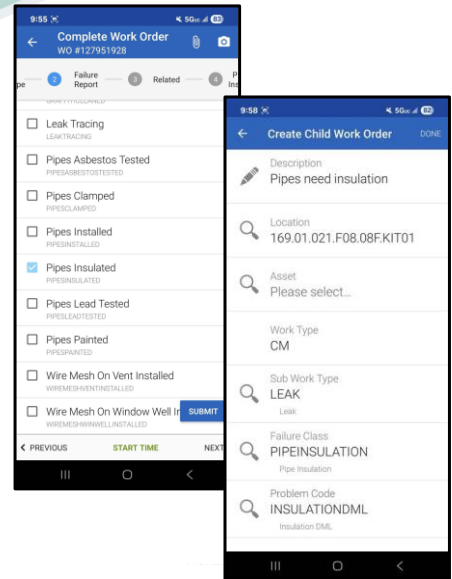 9:55
5G
83
Complete Work Order
WO #127951928
pe
2
Failure Report
3
Related
4
P
Ins
Leak Tracing
LEAKTRACING
Pipes Asbestos Tested
PIPESASBESTOSTESTED
Pipes Clamped
PIPESCLAMPED
Pipes Installed
PIPESINSTALLED
Pipes Insulated
PIPESINSULATED
Pipes Lead Tested
PIPESLEADTESTED
Pipes Painted
PIPESPAINTED
Wire Mesh On Vent Installed
WIREMESHVENTINSTALLED
Wire Mesh On Window Well Ir
WIREMESHWINWELLINSTALLED
SUBMIT
PREVIOUS
START TIME
NEXT
9:58
5G
Create Child Work Order
DONE
Description
Pipes need insulation
Location
169.01.021.F08.08F.KIT01
Asset
Please select...
Work Type
CM
Sub Work Type
LEAK
Leak
Failure Class
PIPEINSULATION
Pipe Insulation
Problem Code
INSULATIONDML
Insulation DML